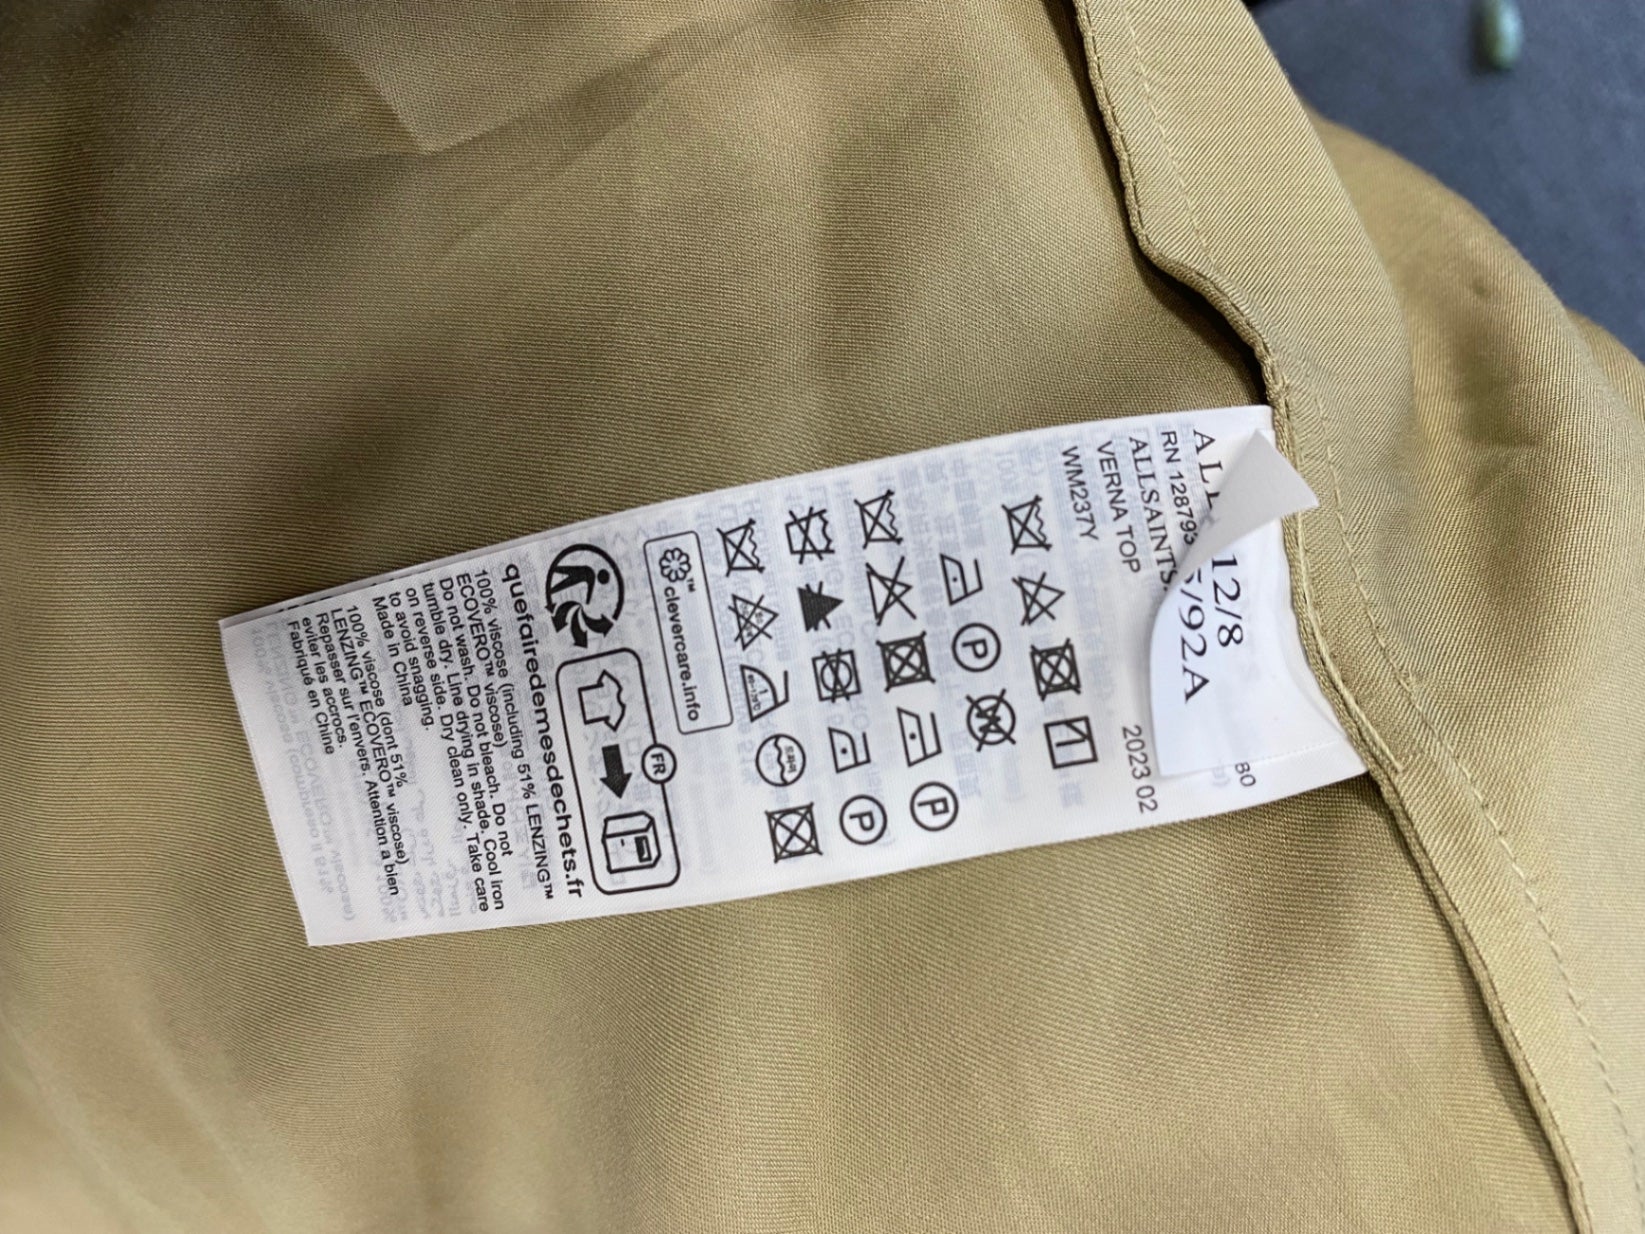 12/8
5/92A
80
RN 128793
ALLSAINTS
VERNA TOP
WM237Y
2023 02
P
W
P
P
clevercare.info
FR
quefairedemesdechets.fr
100% viscose (including 51% LENZING™
ECOVERO™ viscose)
Do not wash. Do not bleach. Do not
tumble dry. Line drying in shade. Cool iron
on reverse side. Dry clean only. Take care
to avoid snagging.
Made in China
100% viscose (dont 51%
LENZING™ ECOVERO™ viscose)
Repasser sur l'envers. Attention a bien
eviter les accrocs.
Fabriqué en Chine